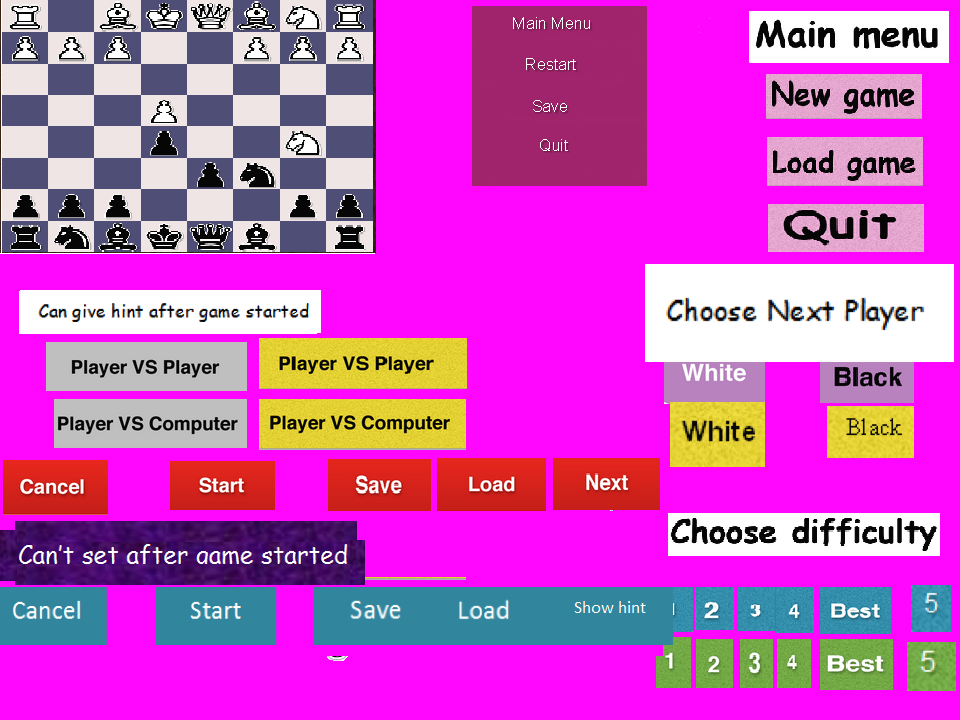 Main Menu
Restart
Save
Quit
Main menu
New game
Load game
Quit
Can give hint after game started
Choose Next Player
Player VS Player
Player VS Player
White
Black
Player VS Computer
Player VS Computer
White
Black
Cancel
Start
Save
Load
Next
Can't set after aame started
Choose difficulty
Cancel
Start
Save
Load
Show hint
1
2
3
4
Best
5
1
2
3
4
Best
5